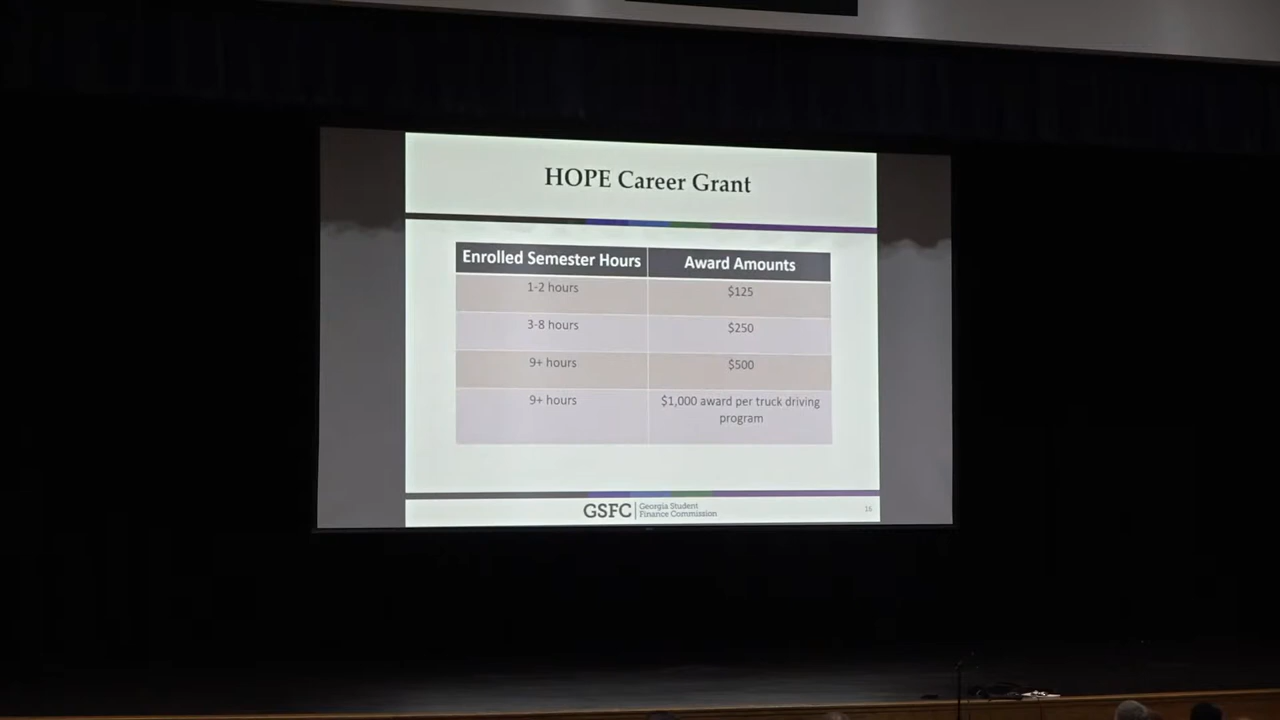 HOPE Career Grant
Enrolled Semester Hours
Award Amounts
1-2 hours
$125
3-8 hours
$250
9+ hours
$500
9+ hours
$1,000 award per truck driving
program
GSFC
Georgia Student
Finance Commission
16